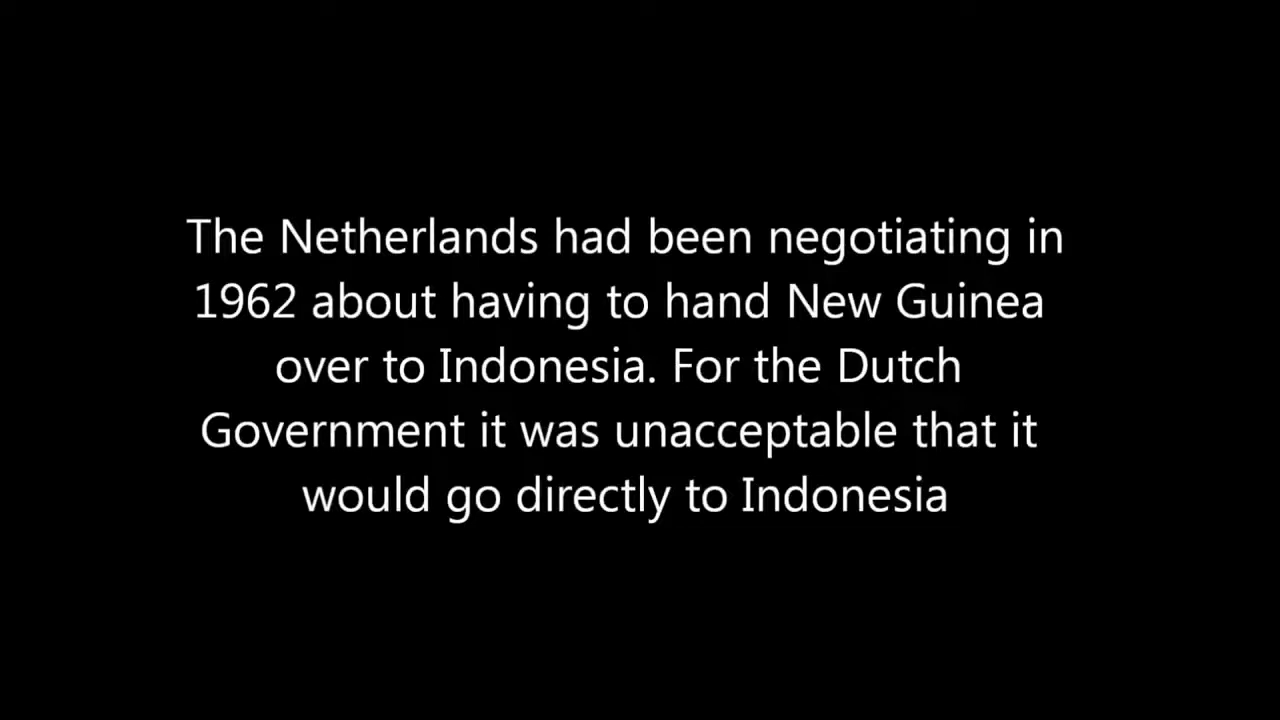 The Netherlands had been negotiating in
1962 about having to hand New Guinea
over to Indonesia. For the Dutch
Government it was unacceptable that it
would go directly to Indonesia